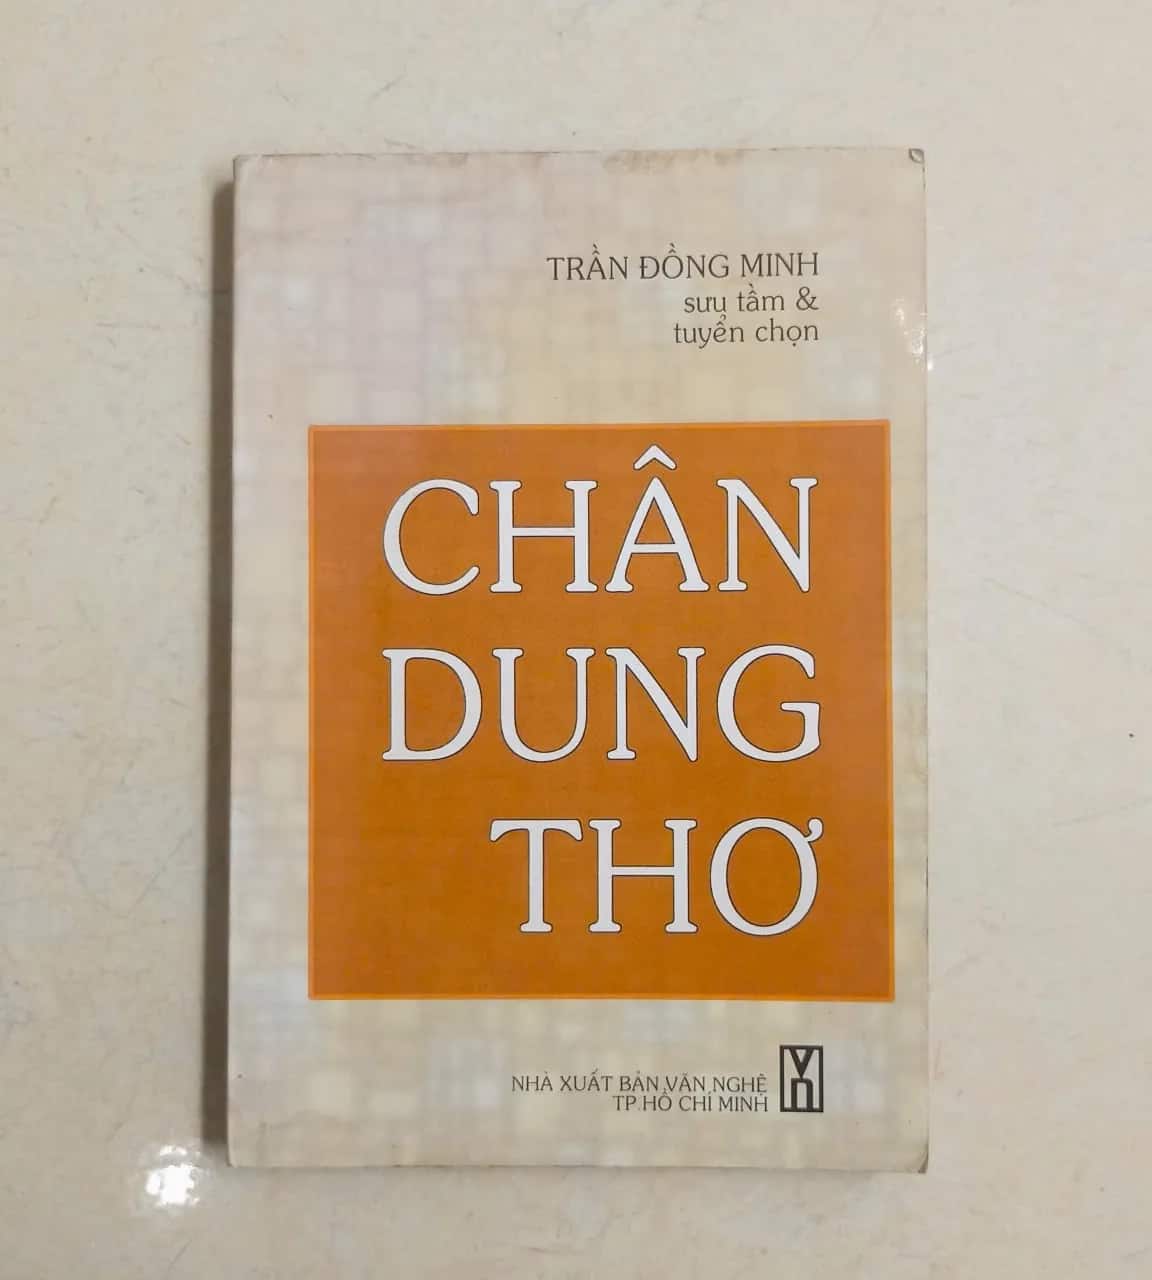 TRẦN ĐỒNG MINH
sưu tầm &
tuyển chọn
CHÂN
DUNG
THƠ
NHÀ XUẤT BẢN VĂN NGHỆ
TP.HỒ CHÍ MINH
VN